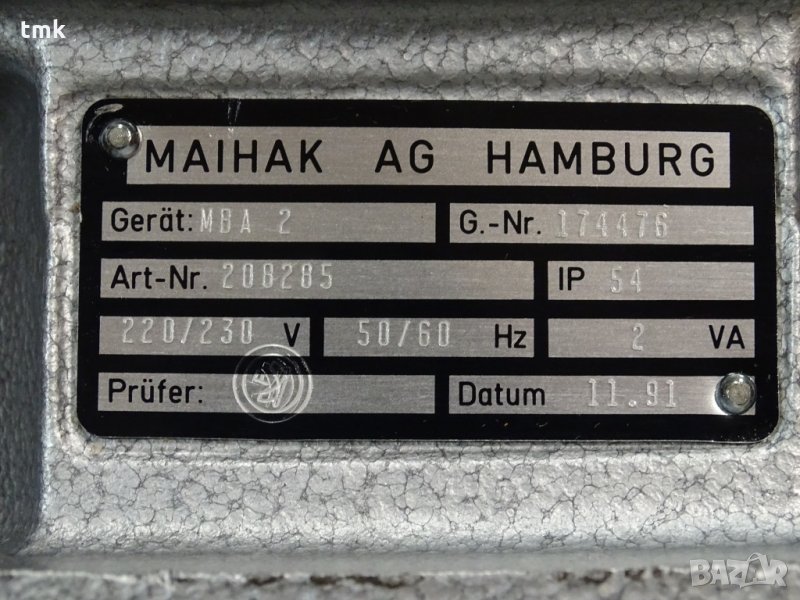 tmk
MAIHAK AG HAMBURG
Gerät: MBA 2
G.-Nr. 174476
Art-Nr. 208285
IP 54
220/230 V
50/60 Hz
2 VA
Prüfer:
Datum 11.91
BAZAR